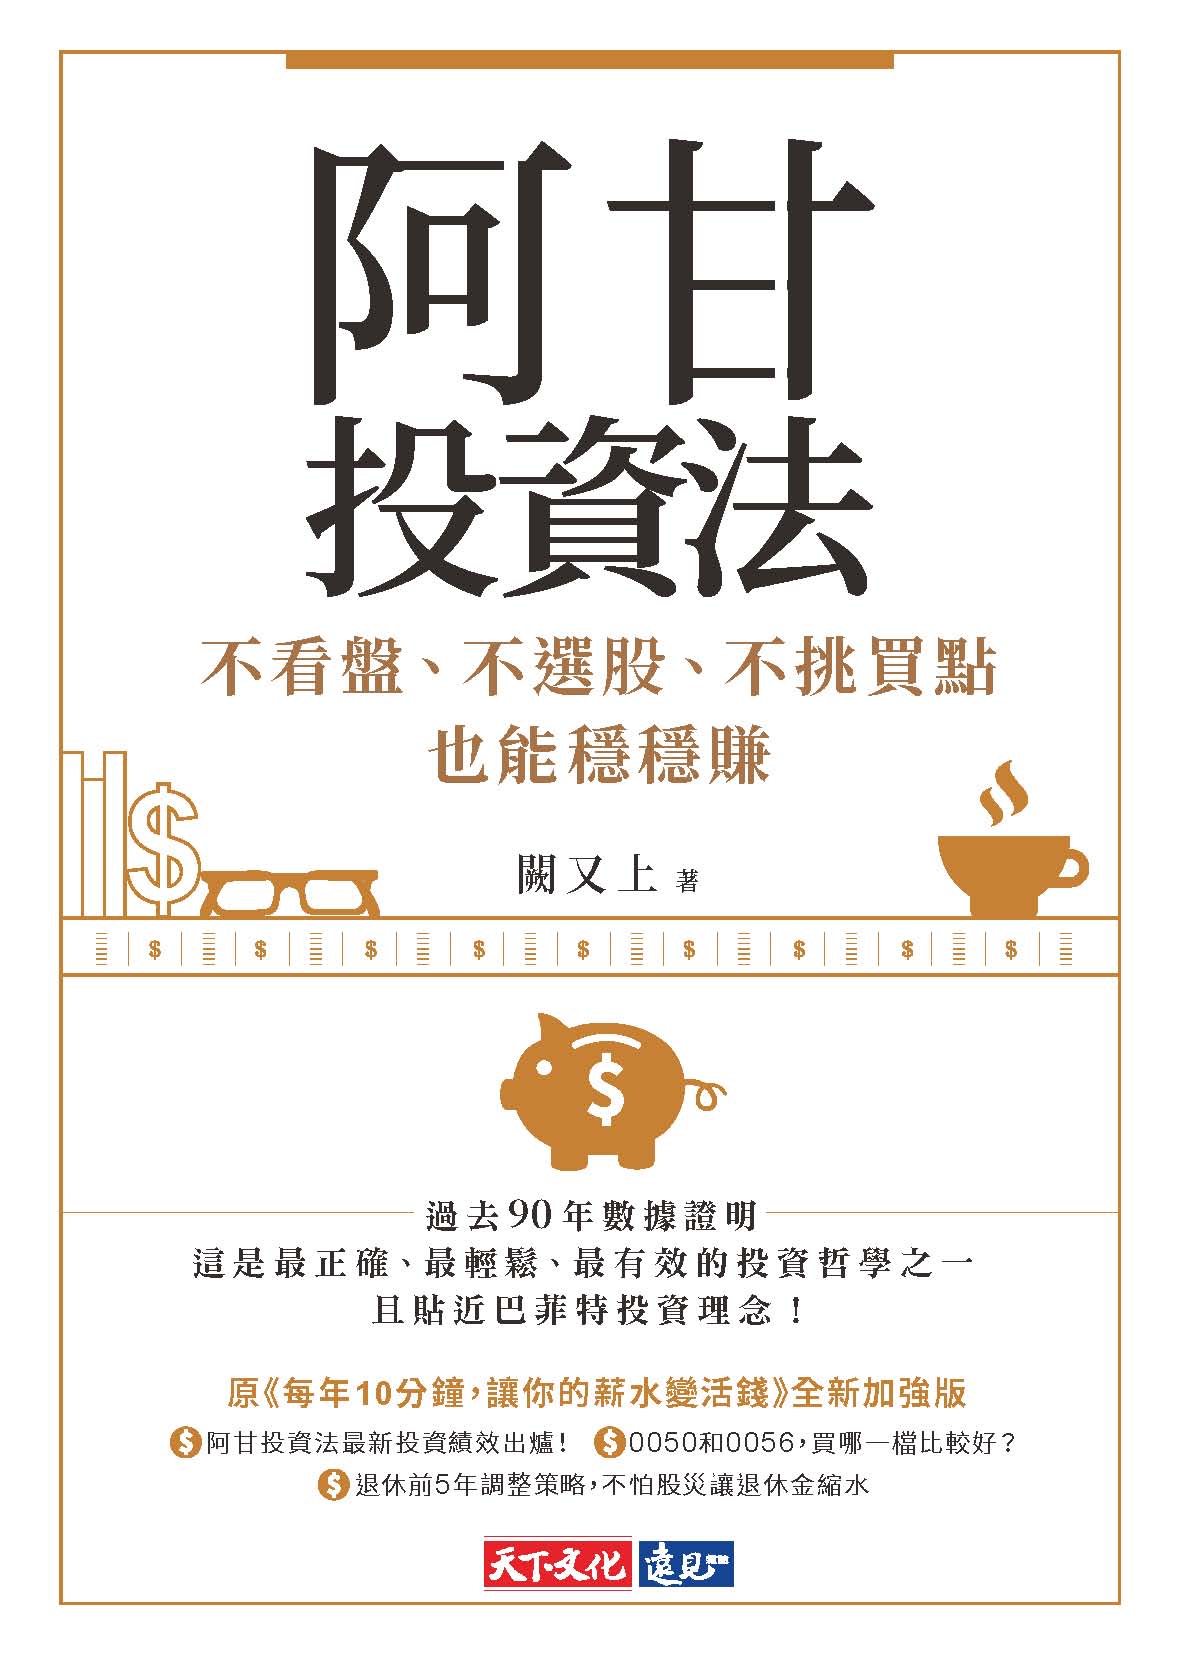 阿甘
投資法
不看盤、不選股、不挑買點
也能穩穩賺
闕又上 著
$ $ $ $ $ $ $ $ $
$
過去90年數據證明
這是最正確、最輕鬆、最有效的投資哲學之一
且貼近巴菲特投資理念！
原《每年10分鐘，讓你的薪水變活錢》全新加強版
$阿甘投資法最新投資績效出爐！ $0050和0056，買哪一檔比較好？
$退休前5年調整策略，不怕股災讓退休金縮水
天下文化 遠見